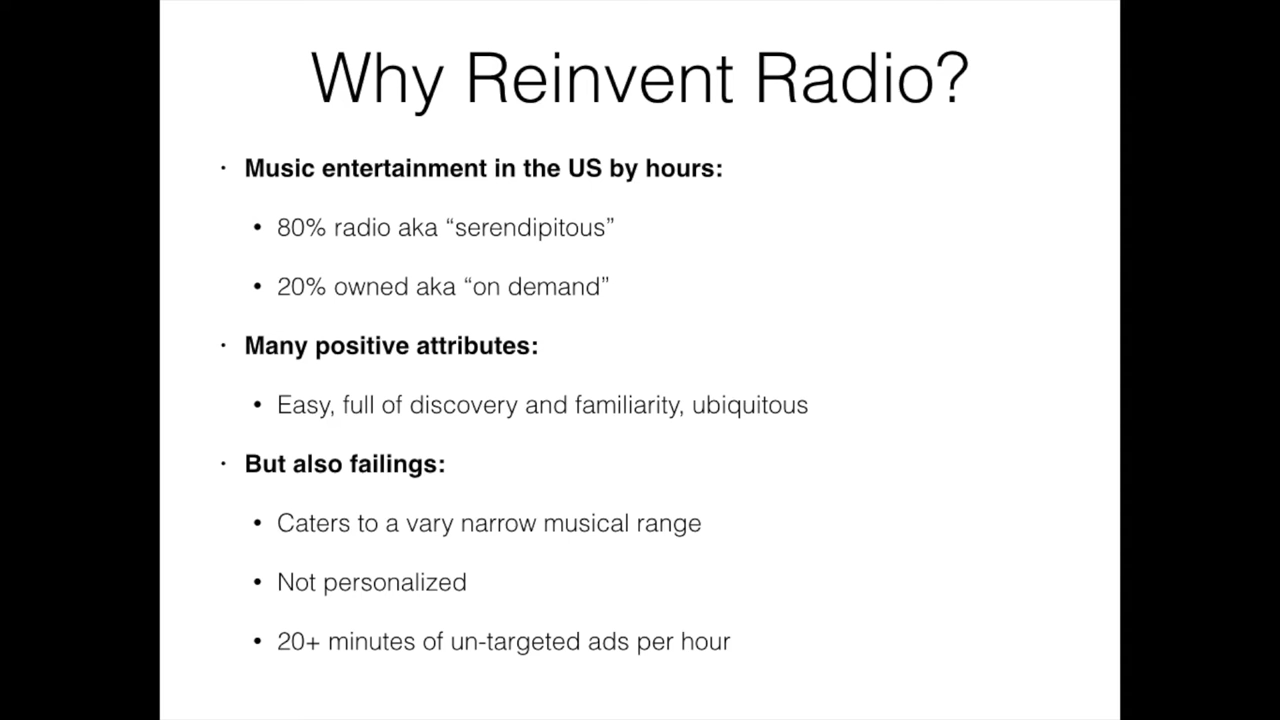 Why Reinvent Radio?
· Music entertainment in the US by hours:
• 80% radio aka “serendipitous”
• 20% owned aka “on demand”
· Many positive attributes:
• Easy, full of discovery and familiarity, ubiquitous
· But also failings:
• Caters to a vary narrow musical range
• Not personalized
• 20+ minutes of un-targeted ads per hour